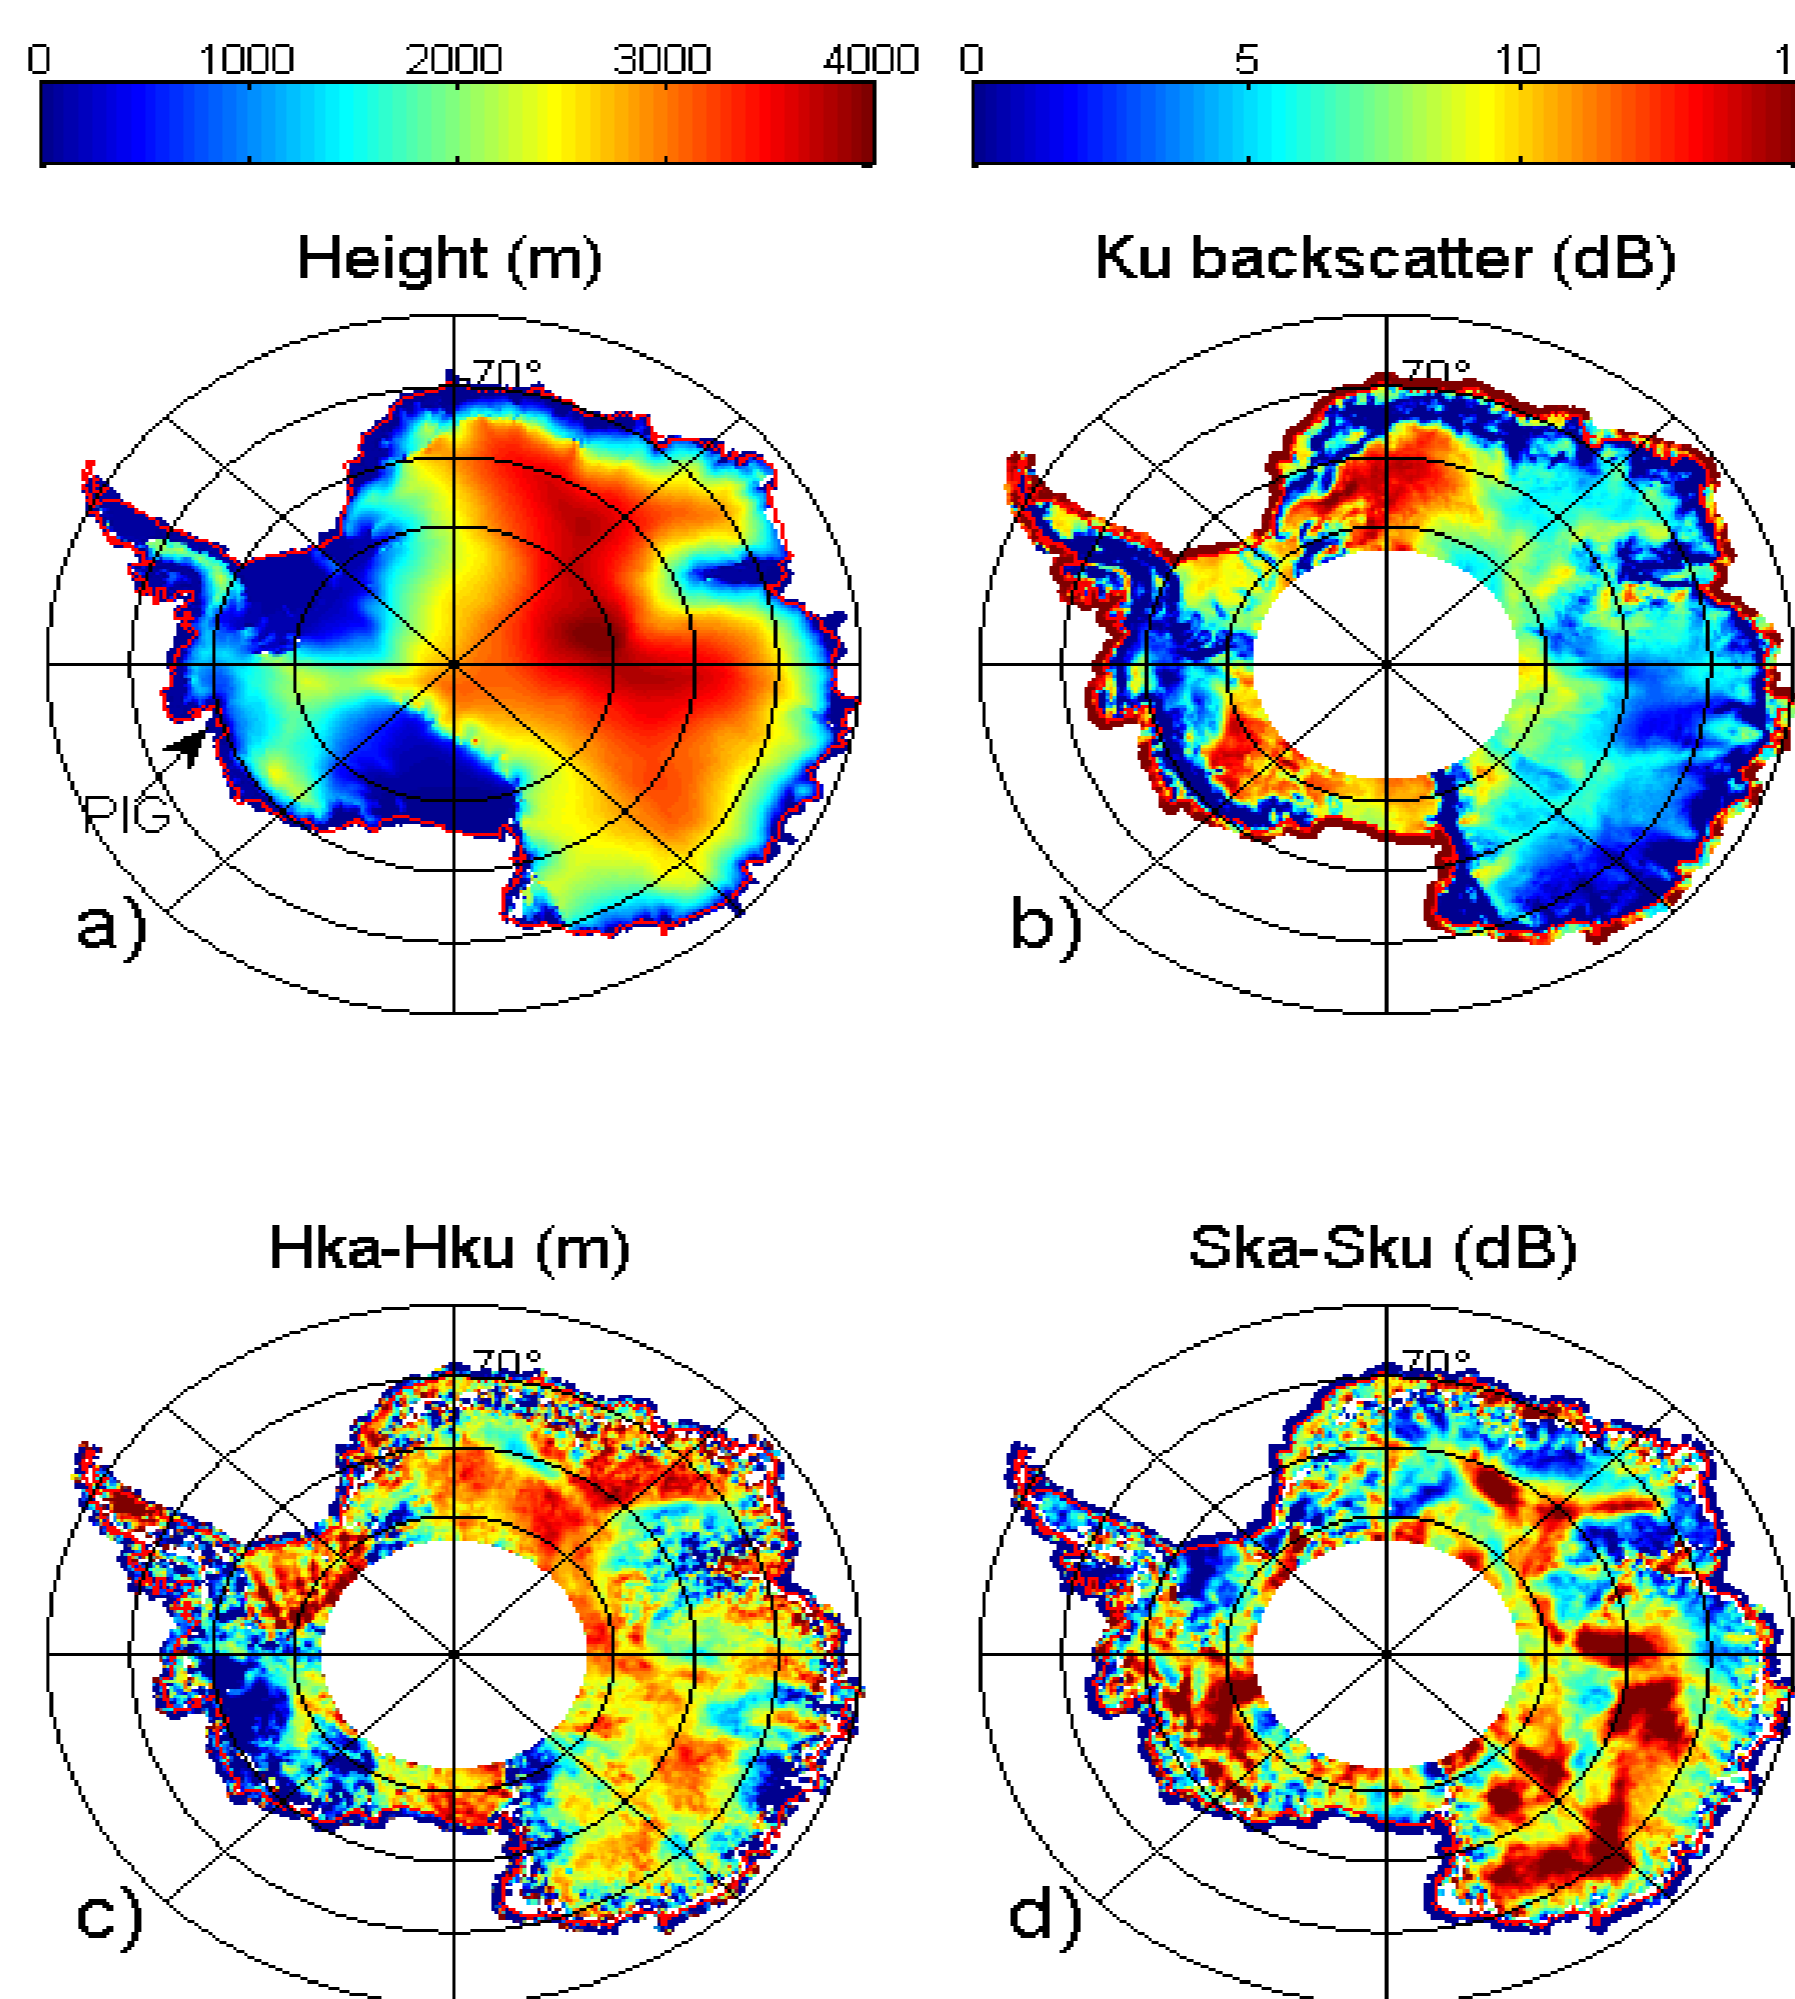 0 1000 2000 3000 4000
0 5 10 1
Height (m)
Ku backscatter (dB)
-70°
70°
PIG
a)
b)
Hka-Hku (m)
Ska-Sku (dB)
70°
70°
c)
d)